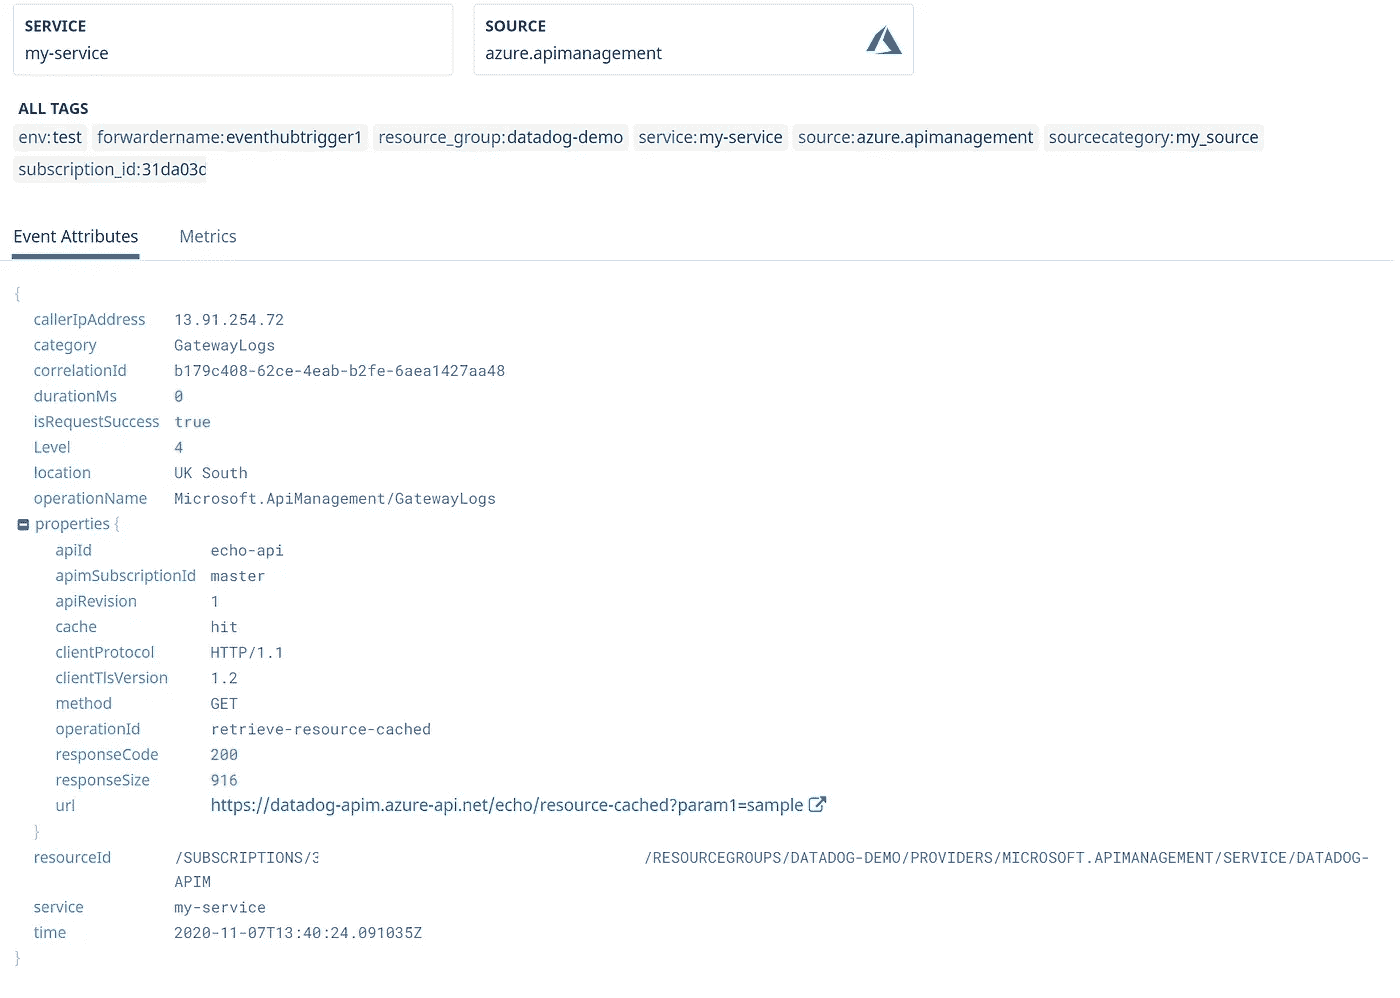 SERVICE
my-service
SOURCE
azure.apimanagement
ALL TAGS
env:test forwardername:eventhubtrigger1 resource_group:datadog-demo service:my-service source:azure.apimanagement sourcecategory:my_source
subscription_id:31da03c
Event Attributes Metrics
{
callerIpAddress 13.91.254.72
category GatewayLogs
correlationId b179c408-62ce-4eab-b2fe-6aea1427aa48
durationMs 0
isRequestSuccess true
Level 4
location UK South
operationName Microsoft.ApiManagement/GatewayLogs
properties {
apiId echo-api
apimSubscriptionId master
apiRevision 1
cache hit
clientProtocol HTTP/1.1
clientTlsVersion 1.2
method GET
operationId retrieve-resource-cached
responseCode 200
responseSize 916
url https://datadog-apim.azure-api.net/echo/resource-cached?param1=sample
}
resourceId /SUBSCRIPTIONS/3 /RESOURCEGROUPS/DATADOG-DEMO/PROVIDERS/MICROSOFT.APIMANAGEMENT/SERVICE/DATADOG-
APIM
service my-service
time 2020-11-07T13:40:24.091035Z
}